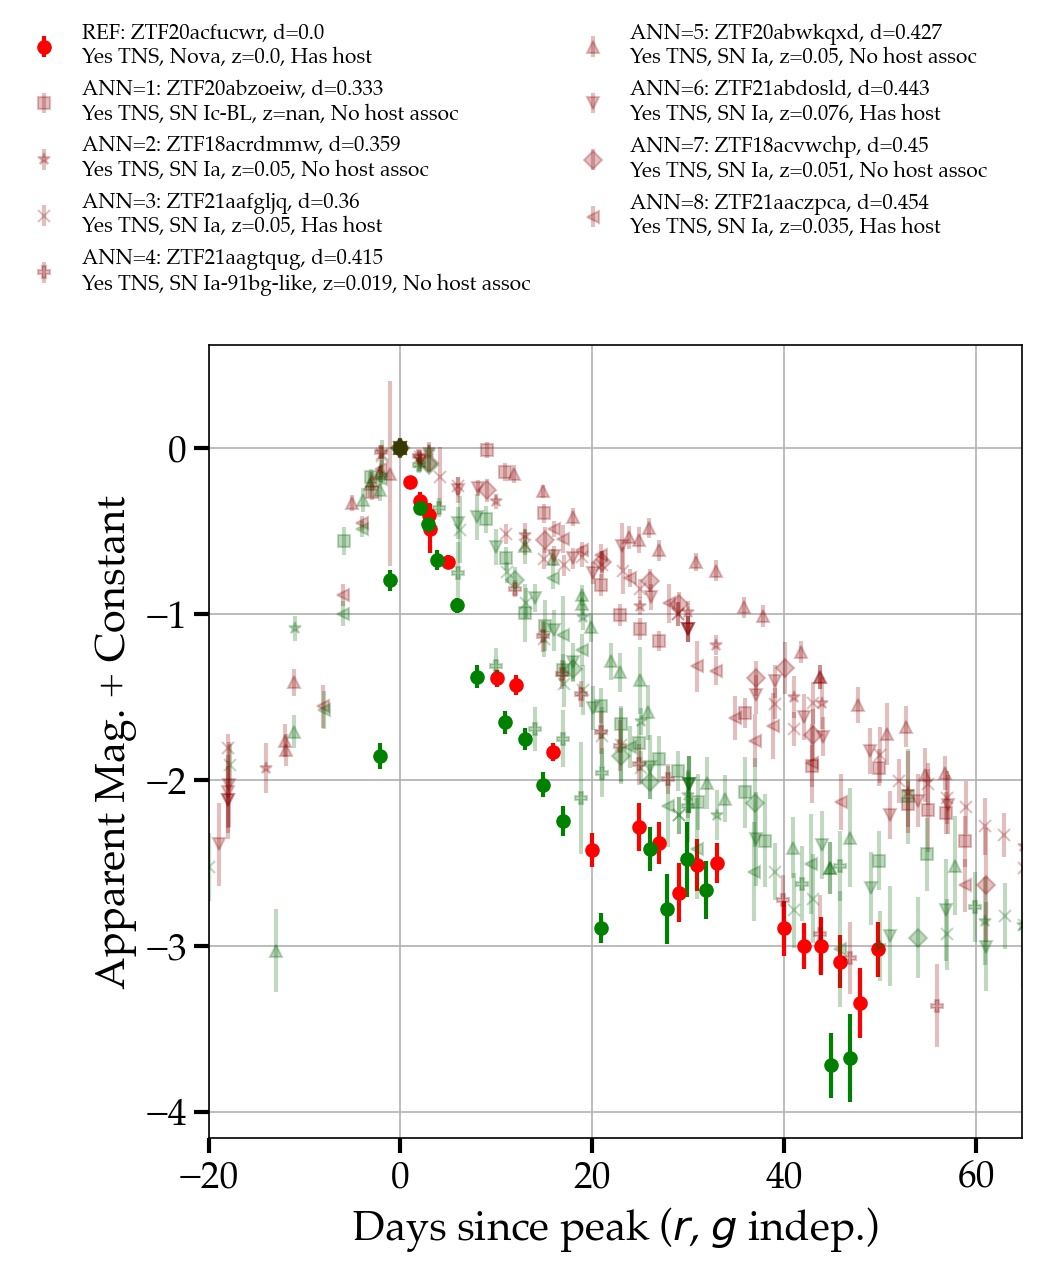 REF: ZTF20acfucwr, d=0.0
Yes TNS, Nova, z=0.0, Has host
ANN=1: ZTF20abzoeiw, d=0.333
Yes TNS, SN Ic-BL, z=nan, No host assoc
ANN=2: ZTF18acrdmmw, d=0.359
Yes TNS, SN Ia, z=0.05, No host assoc
ANN=3: ZTF21aafgljq, d=0.36
Yes TNS, SN Ia, z=0.05, Has host
ANN=4: ZTF21aagtqug, d=0.415
Yes TNS, SN Ia-91bg-like, z=0.019, No host assoc
ANN=5: ZTF20abwkqxd, d=0.427
Yes TNS, SN Ia, z=0.05, No host assoc
ANN=6: ZTF21abdosld, d=0.443
Yes TNS, SN Ia, z=0.076, Has host
ANN=7: ZTF18acvwchp, d=0.45
Yes TNS, SN Ia, z=0.051, No host assoc
ANN=8: ZTF21aaczpca, d=0.454
Yes TNS, SN Ia, z=0.035, Has host
Apparent Mag. + Constant
0
−1
−2
−3
−4
−20 0 20 40 60
Days since peak (r, g indep.)